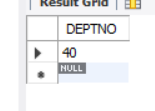 Result Grid
DEPTNO
40
NULL